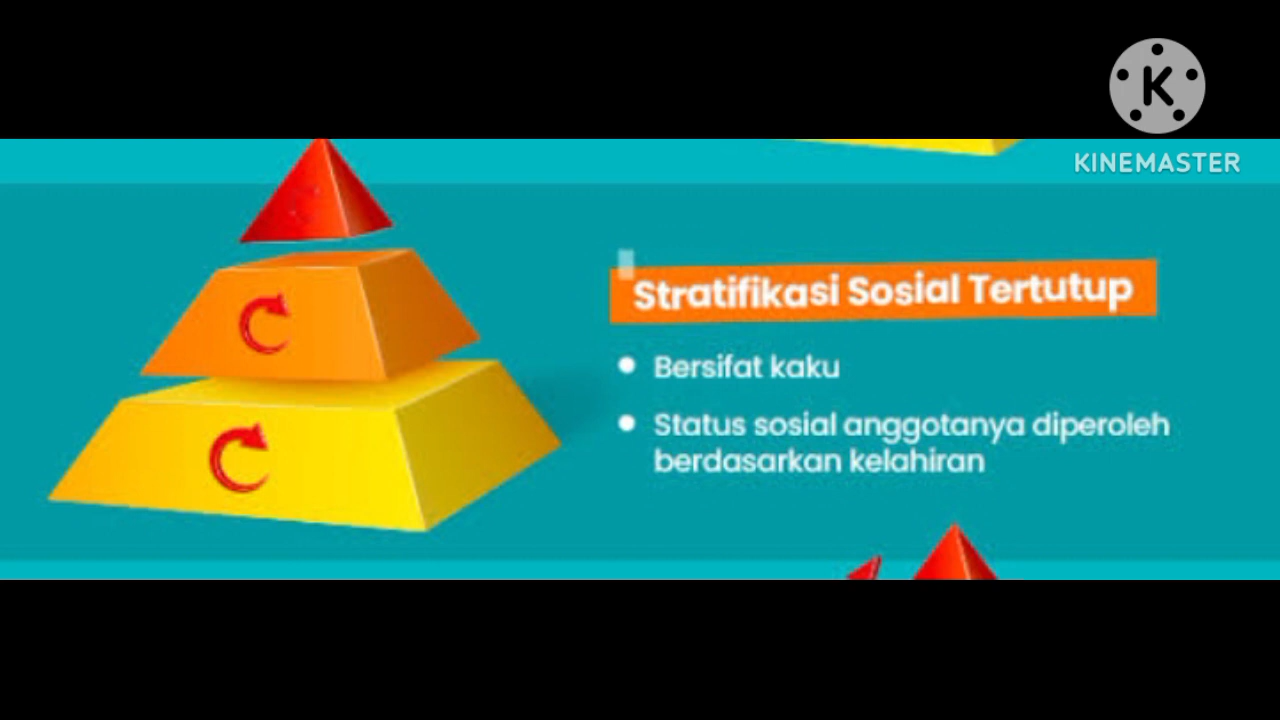 K
KINEMASTER
Stratifikasi Sosial Tertutup
Bersifat kaku
Status sosial anggotanya diperoleh
berdasarkan kelahiran